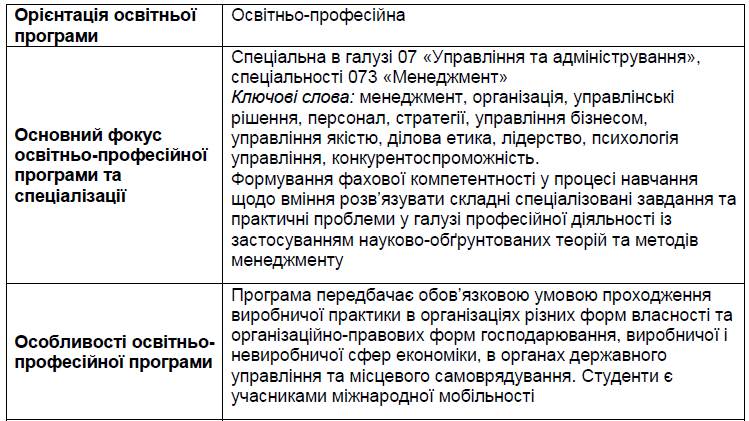 Орієнтація освітньої
програми
Освітньо-професійна
Основний фокус
освітньо-професійної
програми та
спеціалізації
Спеціальна в галузі 07 «Управління та адміністрування»,
спеціальності 073 «Менеджмент»
Ключові слова: менеджмент, організація, управлінські
рішення, персонал, стратегії, управління бізнесом,
управління якістю, ділова етика, лідерство, психологія
управління, конкурентоспроможність.
Формування фахової компетентності у процесі навчання
щодо вміння розв’язувати складні спеціалізовані завдання та
практичні проблеми у галузі професійної діяльності із
застосуванням науково-обґрунтованих теорій та методів
менеджменту
Особливості освітньо-
професійної програми
Програма передбачає обов’язковою умовою проходження
виробничої практики в організаціях різних форм власності та
організаційно-правових форм господарювання, виробничої і
невиробничої сфер економіки, в органах державного
управління та місцевого самоврядування. Студенти є
учасниками міжнародної мобільності